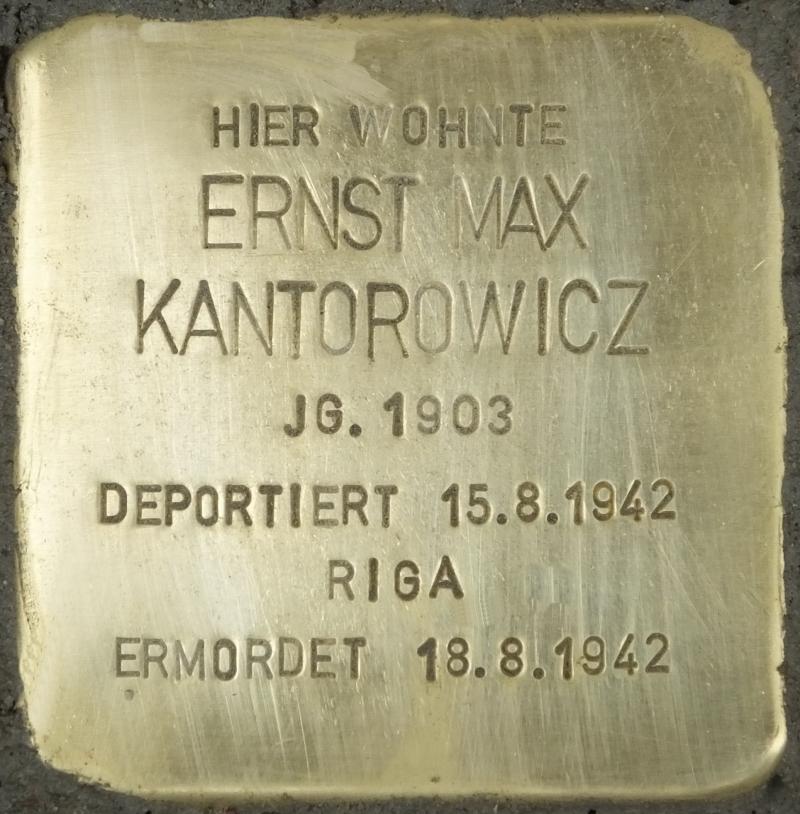 HIER WOHNTE
ERNST MAX
KANTOROWICZ
JG. 1903
DEPORTIERT 15.8.1942
RIGA
ERMORDET 18.8.1942